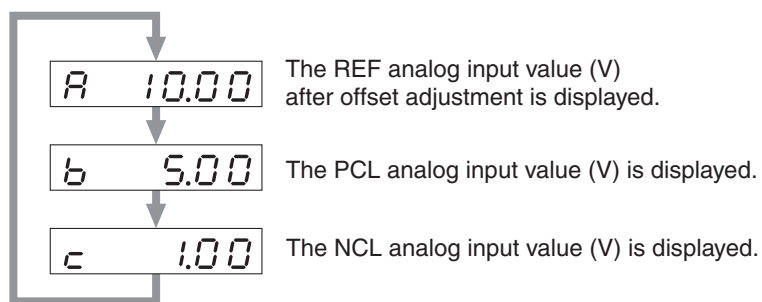 A 10.00
The REF analog input value (V)
after offset adjustment is displayed.
b 5.00
The PCL analog input value (V) is displayed.
c 1.00
The NCL analog input value (V) is displayed.